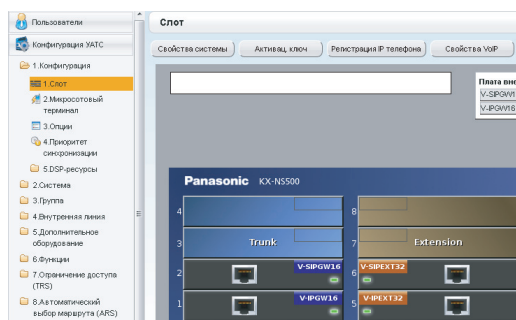 Пользователи
Слот
Конфигурация УАТС
Свойства системы
Активац. ключ
Регистрация IP телефона
Свойства VoIP
1.Конфигурация
1.Слот
2.Микросотовый
терминал
3.Опции
4.Приоритет
синхронизации
5.DSP-ресурсы
2.Система
3.Группа
4.Внутренняя линия
5.Дополнительное
оборудование
6.Функции
7.Ограничение доступа
(TRS)
8.Автоматический
выбор маршрута (ARS)
Плата вне
V-SIPGW1
V-IPGW16
Panasonic KX-NS500
4
8
3
Trunk
7
Extension
2
V-SIPGW16
6
V-SIPEXT32
1
V-IPGW16
5
V-IPEXT32